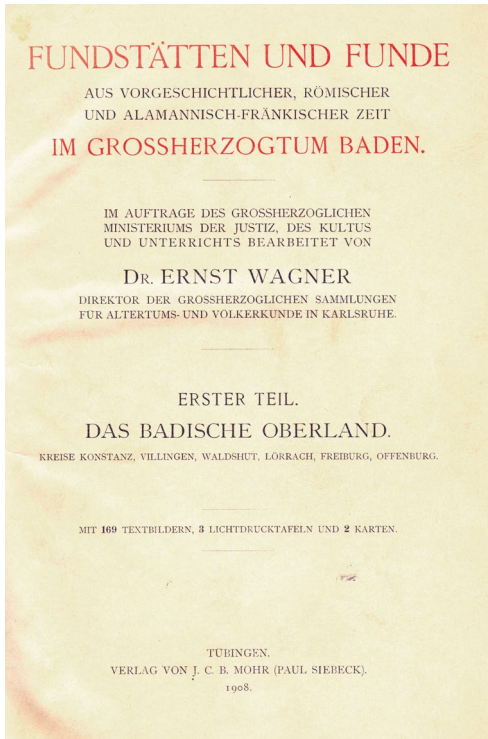 FUNDSTÄTTEN UND FUNDE
AUS VORGESCHICHTLICHER, RÖMISCHER
UND ALAMANNISCH-FRÄNKISCHER ZEIT
IM GROSSHERZOGTUM BADEN.
IM AUFTRAGE DES GROSSHERZOGLICHEN
MINISTERIUMS DER JUSTIZ, DES KULTUS
UND UNTERRICHTS BEARBEITET VON
DR. ERNST WAGNER
DIREKTOR DER GROSSHERZOGLICHEN SAMMLUNGEN
FÜR ALTERTUMS- UND VÖLKERKUNDE IN KARLSRUHE.
ERSTER TEIL.
DAS BADISCHE OBERLAND.
KREISE KONSTANZ, VILLINGEN, WALDSHUT, LÖRRACH, FREIBURG, OFFENBURG.
MIT 169 TEXTBILDERN, 3 LICHTDRUCKTAFELN UND 2 KARTEN.
TÜBINGEN.
VERLAG VON J. C. B. MOHR (PAUL SIEBECK).
1908.